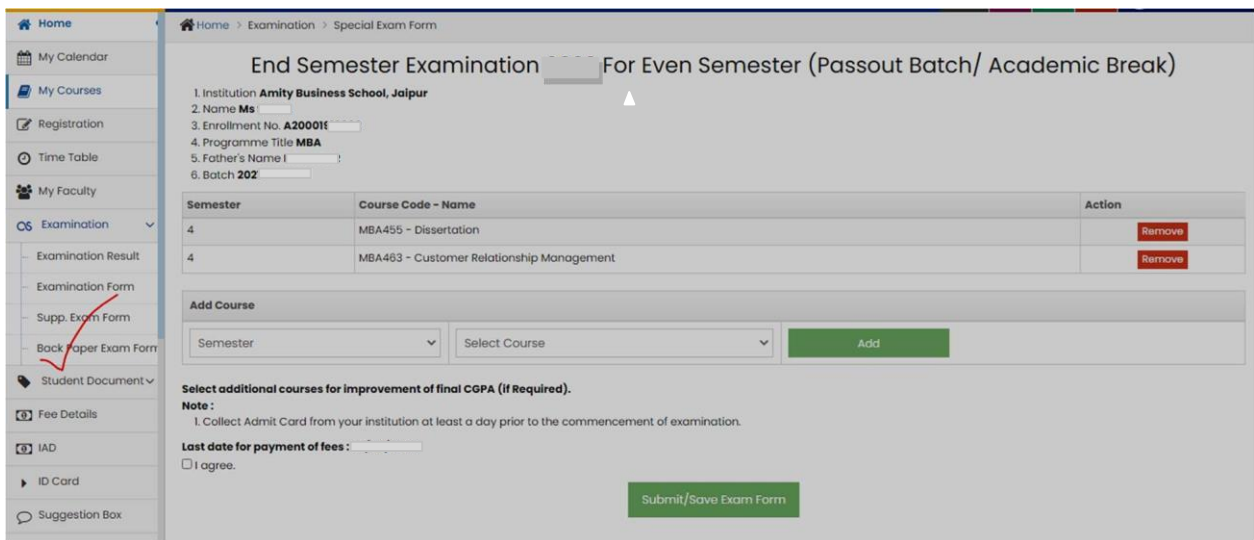 Home
My Calendar
My Courses
Registration
Time Table
My Faculty
Examination
Examination Result
Examination Form
Supp. Exam Form
Back Paper Exam Form
Student Document
Fee Details
IAD
ID Card
Suggestion Box
Home > Examination > Special Exam Form
End Semester Examination For Even Semester (Passout Batch/ Academic Break)
1. Institution Amity Business School, Jaipur
2. Name Ms
3. Enrollment No.
4. Programme Title MBA
5. Father's Name
6. Batch
Semester Course Code - Name Action
4 MBA455 - Dissertation Remove
4 MBA463 - Customer Relationship Management Remove
Add Course
Semester Select Course Add
Select additional courses for improvement of final CGPA (if Required).
Note :
1. Collect Admit Card from your institution at least a day prior to the commencement of examination.
Last date for payment of fees :
I agree.
Submit/Save Exam Form